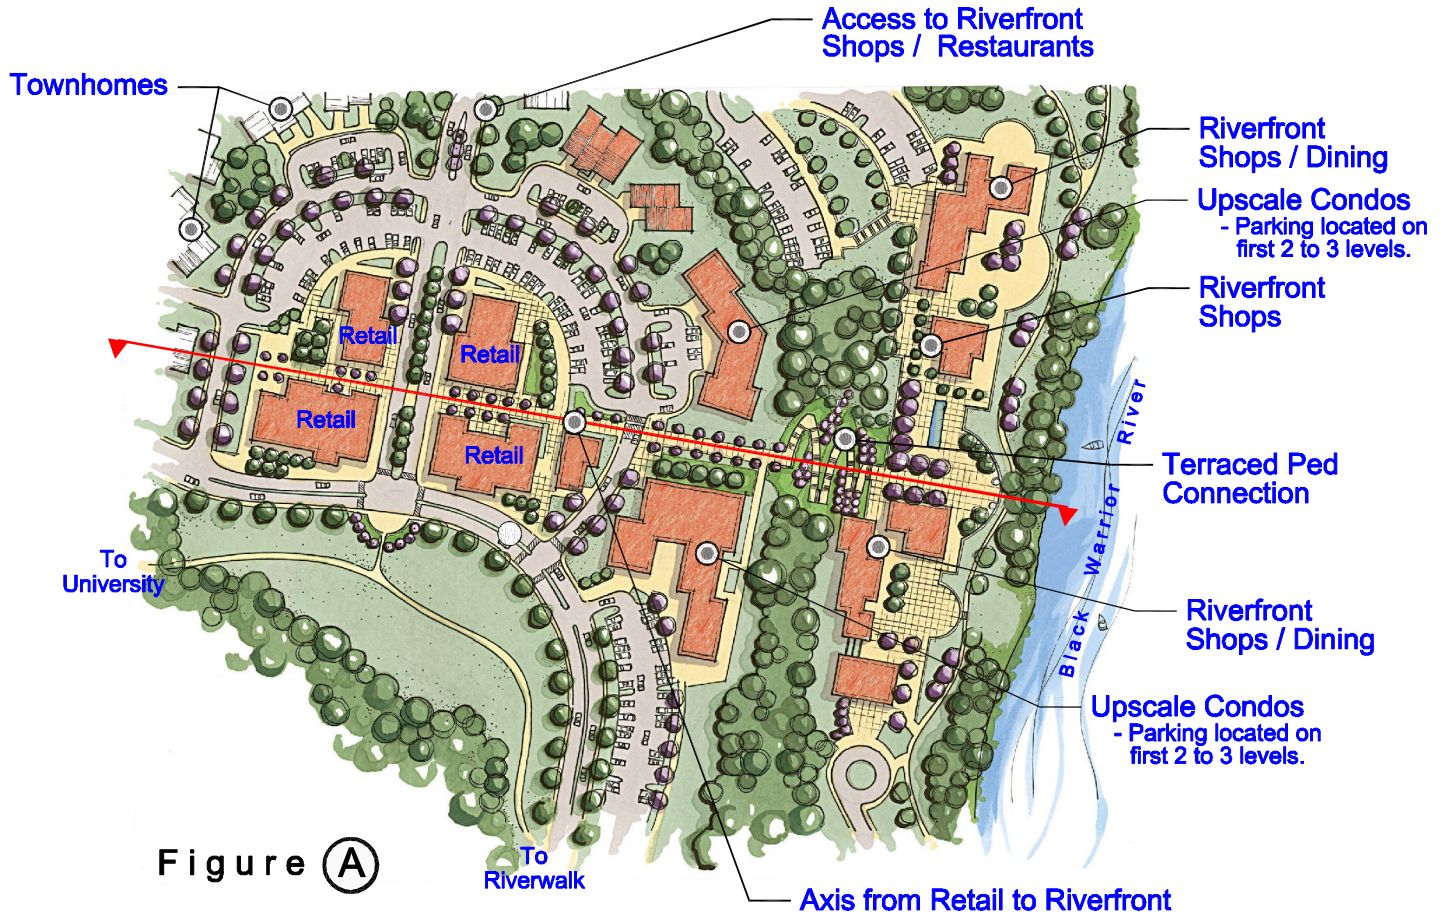 Access to Riverfront
Shops / Restaurants
Townhomes
Riverfront
Shops / Dining
Upscale Condos
- Parking located on
first 2 to 3 levels.
Riverfront
Shops
Retail
Retail
Retail
Retail
Terraced Ped
Connection
Black Warrior River
To
University
Riverfront
Shops / Dining
Upscale Condos
- Parking located on
first 2 to 3 levels.
Figure A
To
Riverwalk
Axis from Retail to Riverfront